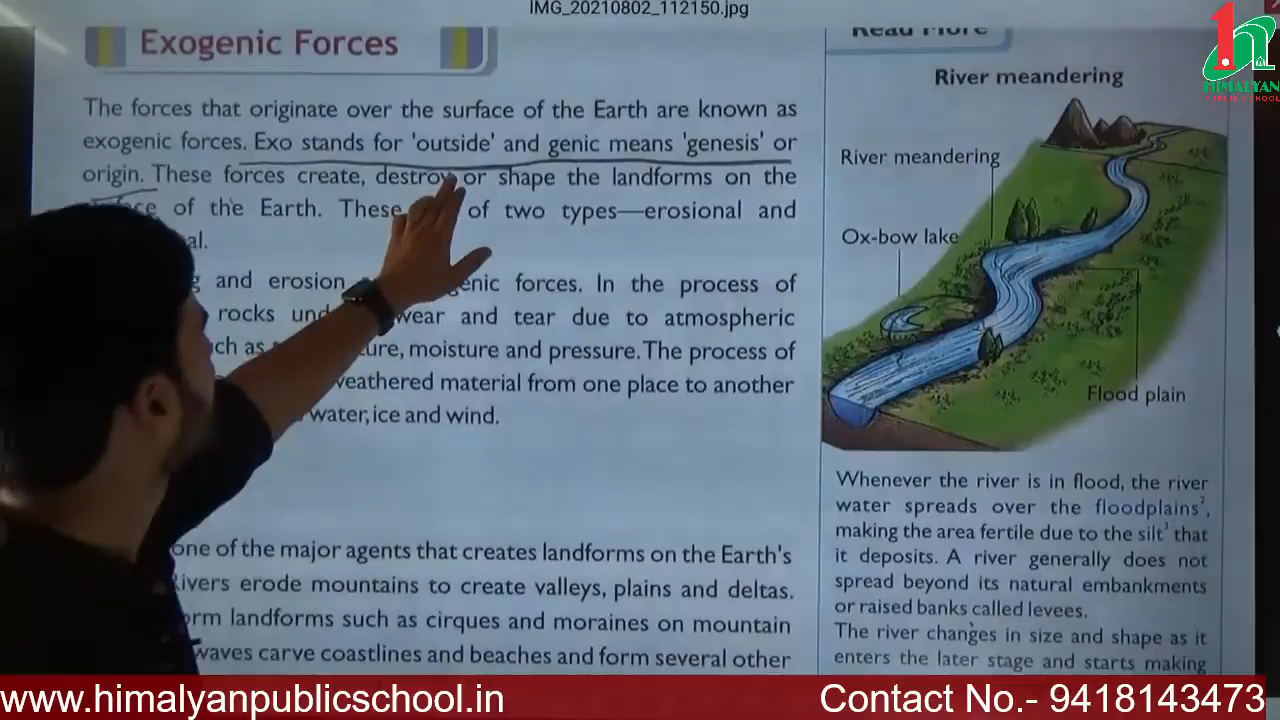 IMG_20210802_112150.jpg
Exogenic Forces
The forces that originate over the surface of the Earth are known as
exogenic forces. Exo stands for 'outside' and genic means 'genesis' or
origin. These forces create, destroy or shape the landforms on the
of the Earth. These of two types—erosional and
and erosion forces. In the process of
rocks wear and tear due to atmospheric
moisture and pressure. The process of
weathered material from one place to another
water, ice and wind.
one of the major agents that creates landforms on the Earth's
Rivers erode mountains to create valleys, plains and deltas.
landforms such as cirques and moraines on mountain
waves carve coastlines and beaches and form several other
Read More
River meandering
River meandering
Ox-bow lake
Flood plain
Whenever the river is in flood, the river
water spreads over the floodplains²,
making the area fertile due to the silt³ that
it deposits. A river generally does not
spread beyond its natural embankments
or raised banks called levees.
The river changes in size and shape as it
enters the later stage and starts making
HIMALYAN
PUBLIC SCHOOL
www.himalyanpublicschool.in
Contact No.- 9418143473